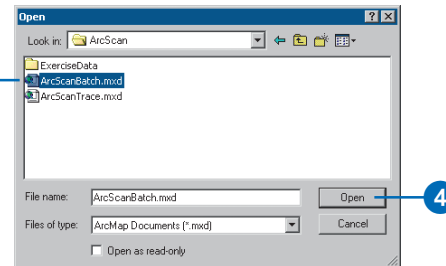 Open
Look in: ArcScan
ExerciseData
ArcScanBatch.mxd
ArcScanTrace.mxd
File name: ArcScanBatch.mxd Open 4
Files of type: ArcMap Documents (*.mxd) Cancel
Open as read-only